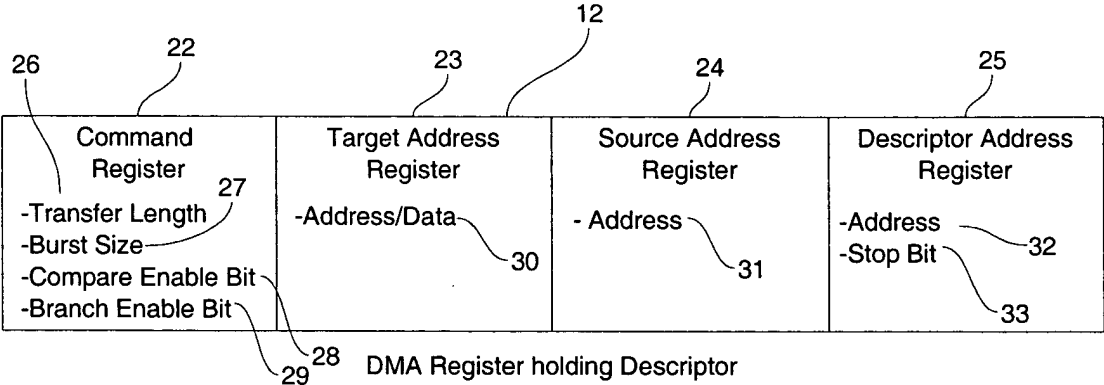 12
22
23
24
25
26
Command
Register
27
-Transfer Length
-Burst Size
-Compare Enable Bit
-Branch Enable Bit
28
29
Target Address
Register
-Address/Data
30
Source Address
Register
- Address
31
Descriptor Address
Register
-Address
-Stop Bit
32
33
DMA Register holding Descriptor